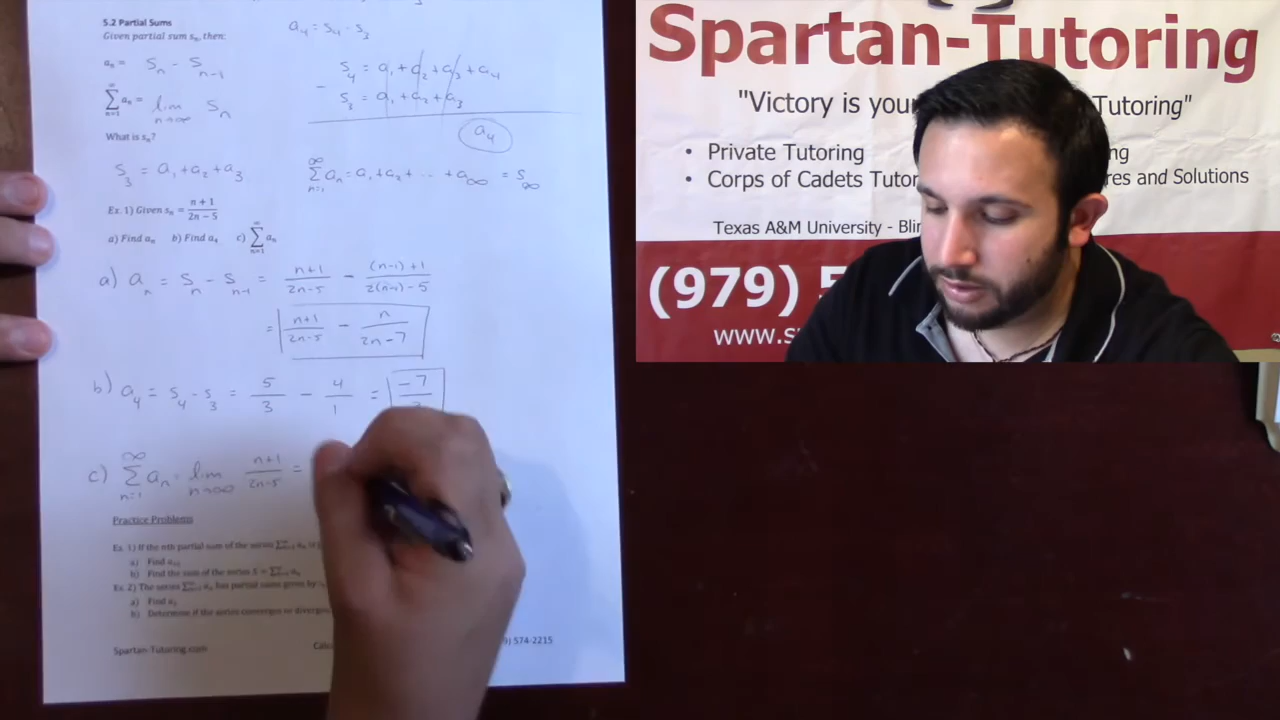 5.2 Partial Sums
Given partial sum sₙ, then:
aₙ = Sₙ - Sₙ₋₁
∑ₙ₌₁^∞ aₙ = lim n→∞ Sₙ
What is sₙ?
S₃ = a₁ + a₂ + a₃
a₄ = S₄ - S₃
S₄ = a₁ + a₂ + a₃ + a₄
- S₃ = a₁ + a₂ + a₃
a₄
∑ₙ₌₁^∞ aₙ = a₁ + a₂ + ... + a∞ = S∞
Ex. 1) Given sₙ = (n+1)/(2n-5)
a) Find aₙ b) Find a₄ c) ∑ₙ₌₁^∞ aₙ
a) aₙ = Sₙ - Sₙ₋₁ = (n+1)/(2n-5) - ((n-1)+1)/(2(n-1)-5)
= (n+1)/(2n-5) - n/(2n-7)
b) a₄ = S₄ - S₃ = 5/3 - 4/1 = -7
c) ∑ₙ₌₁^∞ aₙ = lim n→∞ (n+1)/(2n-5) =
Practice Problems
Ex. 1) If the nth partial sum of the series ∑ₙ₌₁^∞ aₙ is
a) Find
b) Find the sum of the series S = ∑ₙ₌₁^∞ aₙ
Ex. 2) The series ∑ₙ₌₁^∞ aₙ has partial sums given by
a) Find
b) Determine if the series converges or diverges
Spartan-Tutoring.com
574-2215
Spartan-Tutoring
"Victory is Tutoring"
• Private Tutoring
• Corps of Cadets and Solutions
Texas A&M University -
(979)
www.